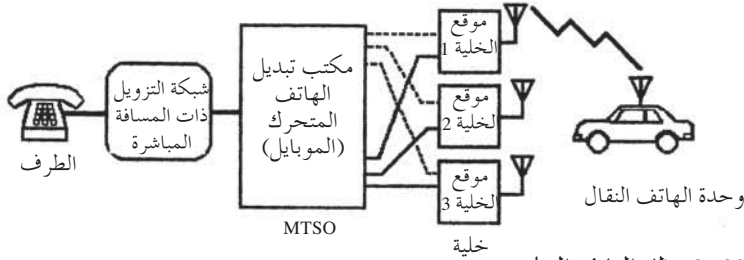 موقع
الخلية 1
مكتب تبديل
الهاتف
المتحرك
(الموبايل)
شبكة التزويل
ذات المسافة
المباشرة
الطرف
موقع
الخلية 2
موقع
الخلية 3
وحدة الهاتف النقال
MTSO
خلية